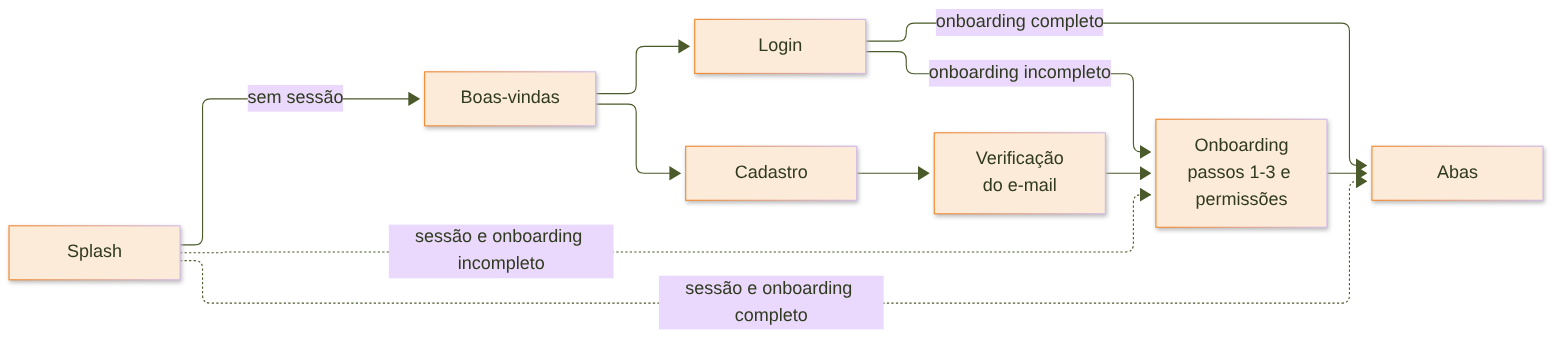 onboarding completo
Login
onboarding incompleto
sem sessão
Boas-vindas
Cadastro
Verificação
do e-mail
Onboarding
passos 1-3 e
permissões
Abas
Splash
sessão e onboarding
incompleto
sessão e onboarding
completo